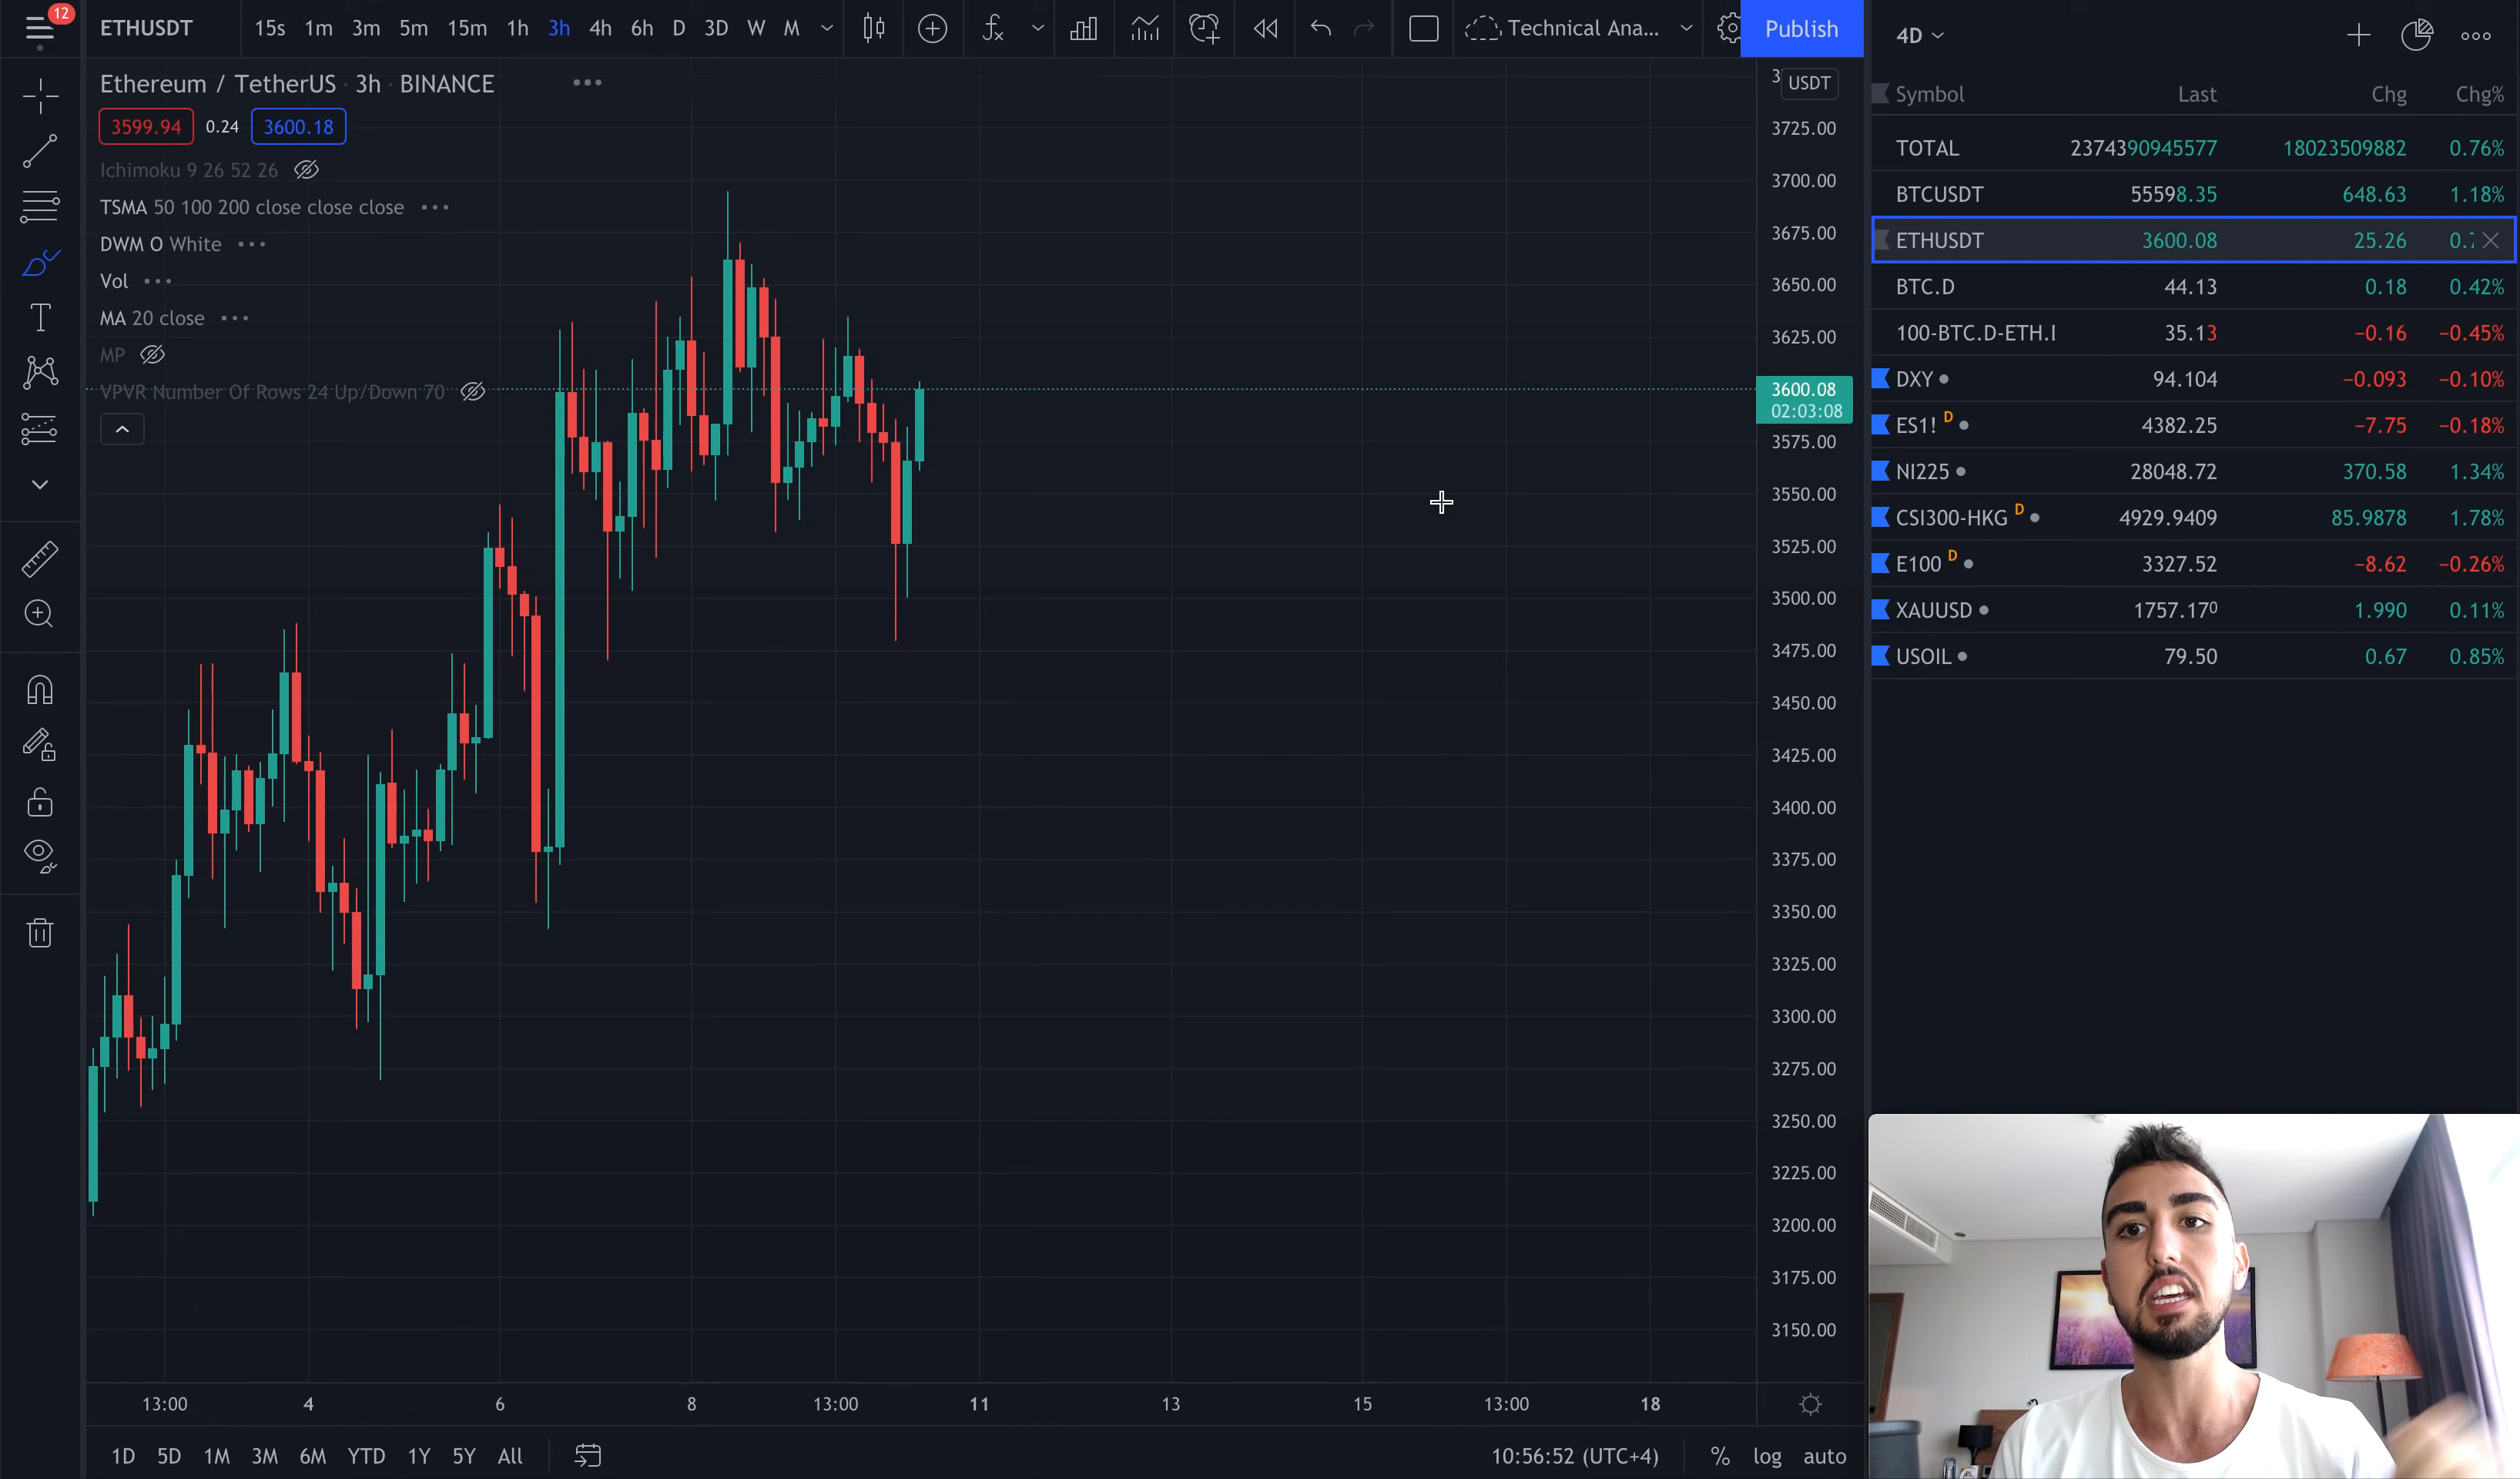 12
ETHUSDT 15s 1m 3m 5m 15m 1h 3h 4h 6h D 3D W M Technical Ana... Publish
Ethereum / TetherUS · 3h · BINANCE
3599.94 0.24 3600.18
Ichimoku 9 26 52 26
TSMA 50 100 200 close close close
DWM O White
Vol
MA 20 close
MP
VPVR Number Of Rows 24 Up/Down 70
USDT
3725.00
3700.00
3675.00
3650.00
3625.00
3600.08
02:03:08
3575.00
3550.00
3525.00
3500.00
3475.00
3450.00
3425.00
3400.00
3375.00
3350.00
3325.00
3300.00
3275.00
3250.00
3225.00
3200.00
3175.00
3150.00
13:00 4 6 8 13:00 11 13 15 13:00 18
1D 5D 1M 3M 6M YTD 1Y 5Y All 10:56:52 (UTC+4) % log auto
4D
Symbol Last Chg Chg%
TOTAL 2374390945577 18023509882 0.76%
BTCUSDT 55598.35 648.63 1.18%
ETHUSDT 3600.08 25.26
BTC.D 44.13 0.18 0.42%
100-BTC.D-ETH.I 35.13 −0.16 −0.45%
DXY 94.104 −0.093 −0.10%
ES1! D 4382.25 −7.75 −0.18%
NI225 28048.72 370.58 1.34%
CSI300-HKG D 4929.9409 85.9878 1.78%
E100 D 3327.52 −8.62 −0.26%
XAUUSD 1757.170 1.990 0.11%
USOIL 79.50 0.67 0.85%